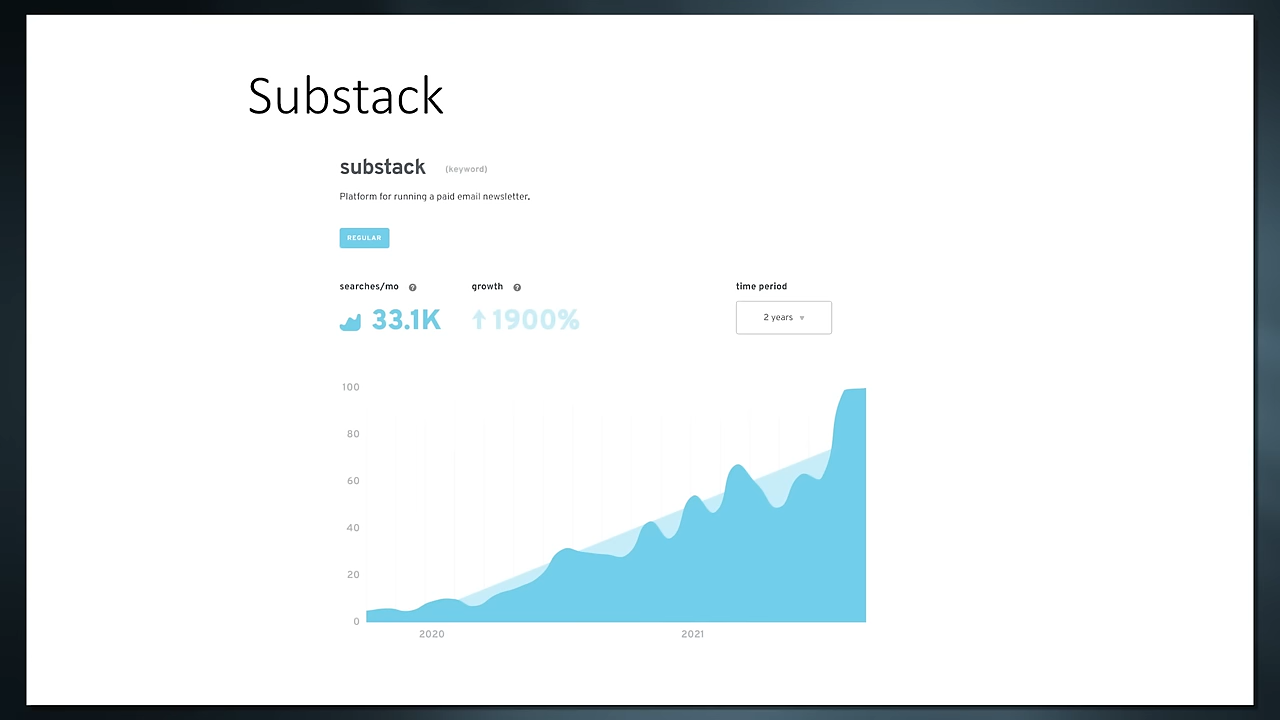 Substack
substack (keyword)
Platform for running a paid email newsletter.
REGULAR
searches/mo ? growth ? time period
33.1K ↑1900% 2 years ▼
100
80
60
40
20
0
2020 2021